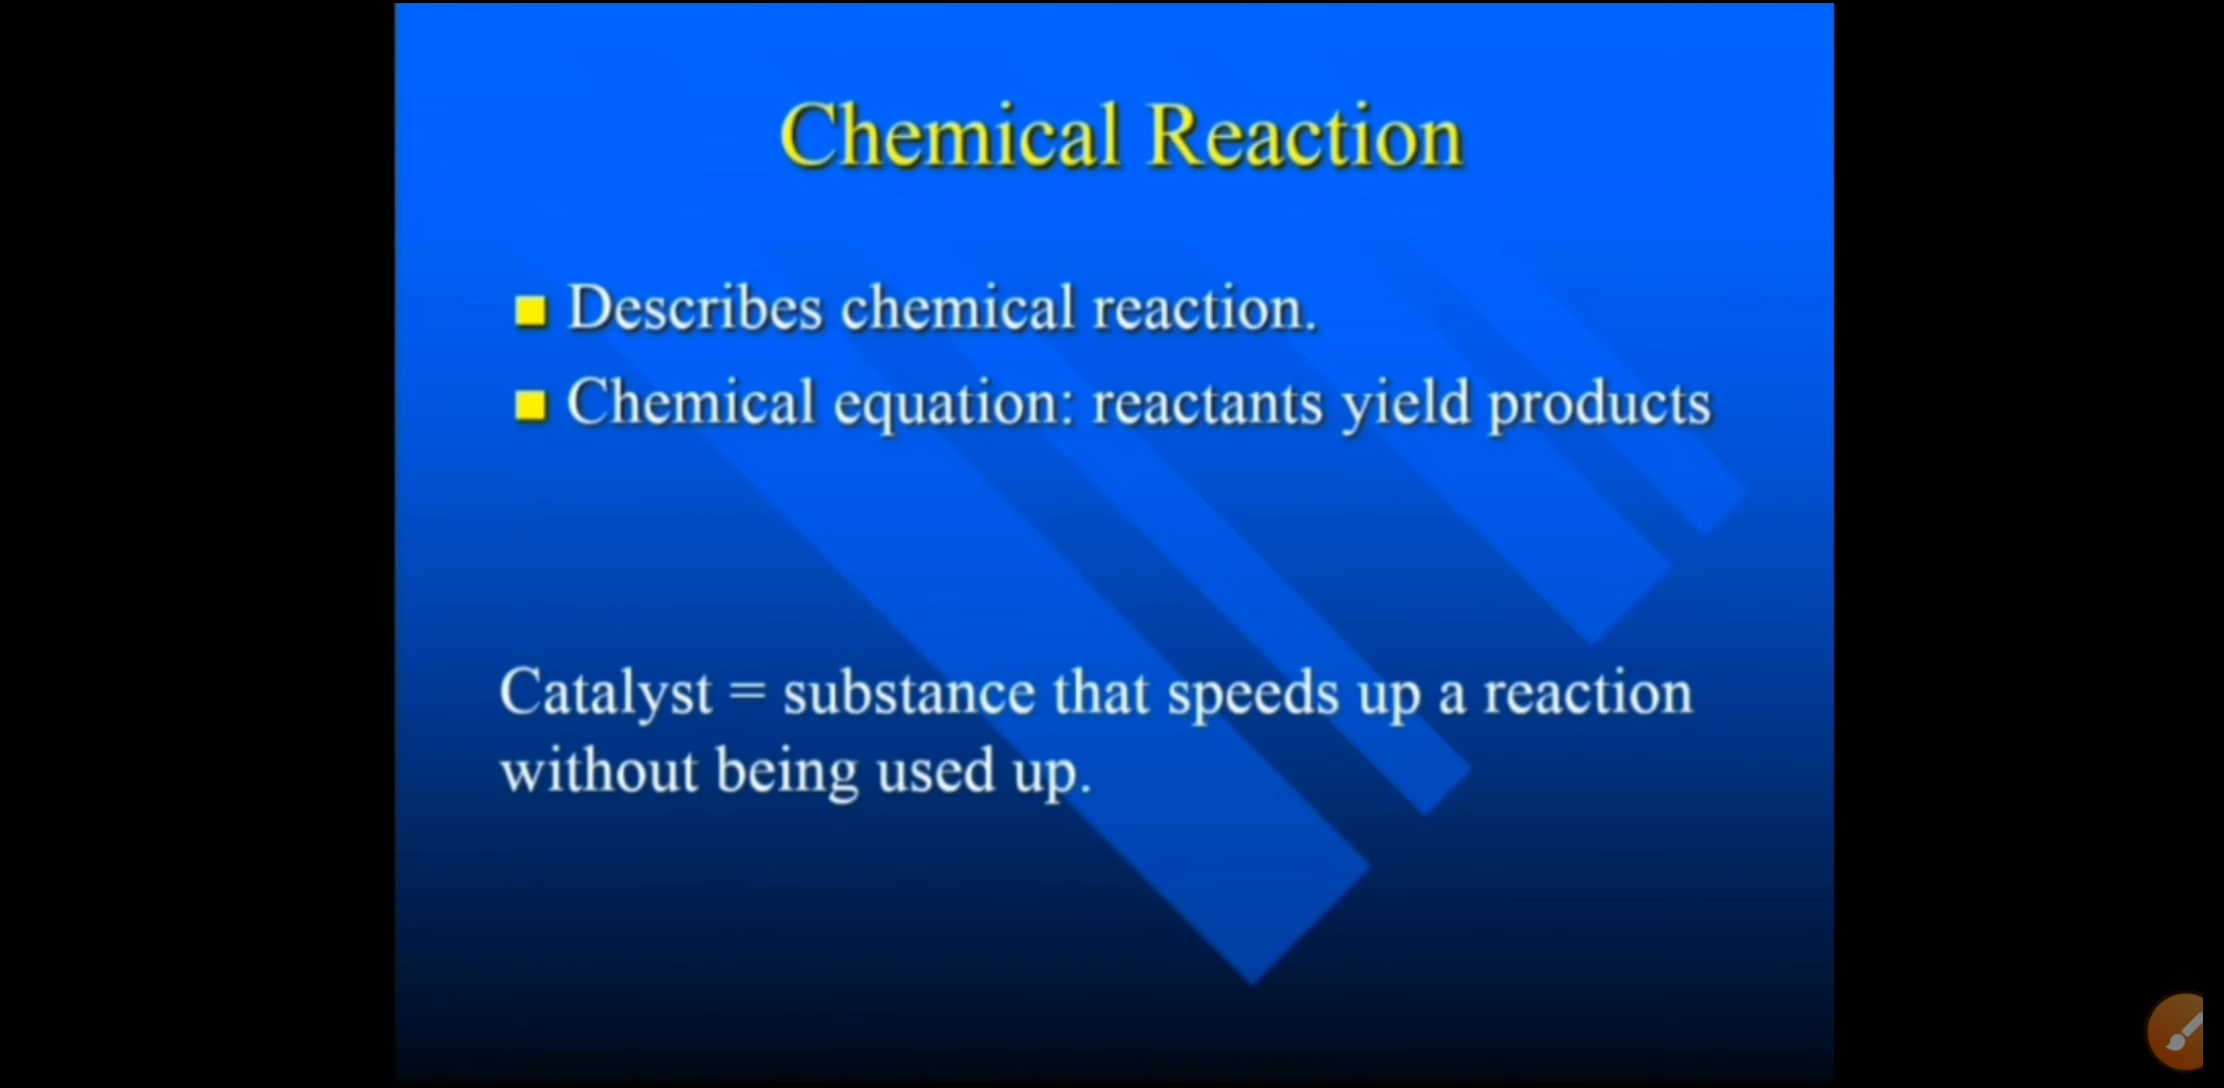 Chemical Reaction
Describes chemical reaction.
Chemical equation: reactants yield products
Catalyst = substance that speeds up a reaction
without being used up.